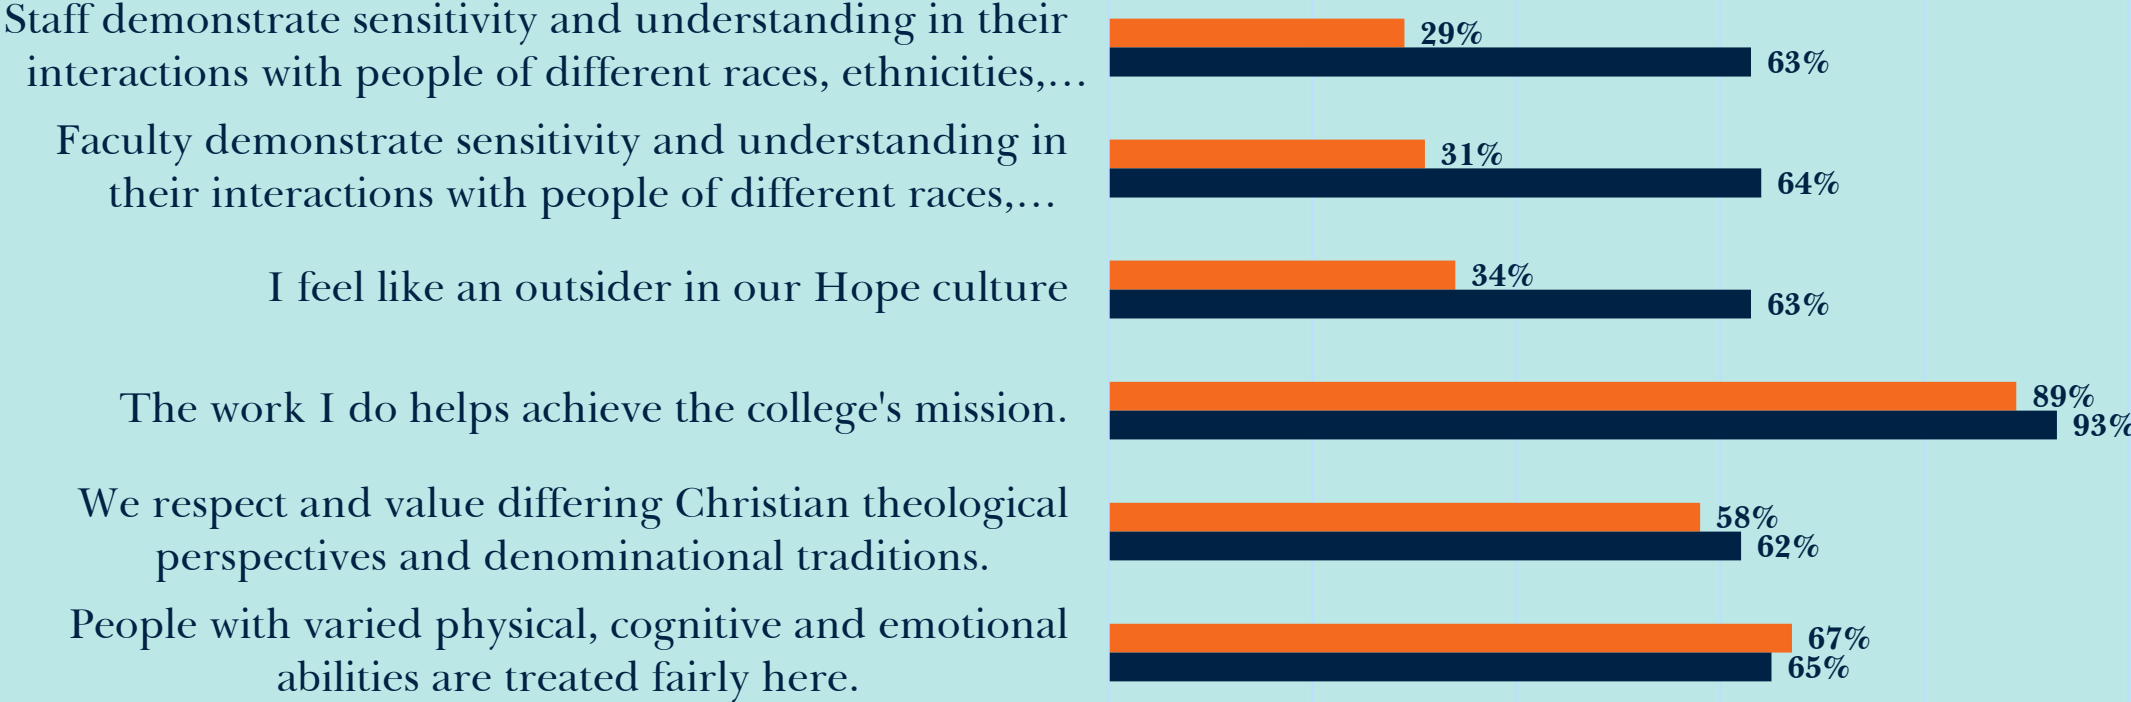 Staff demonstrate sensitivity and understanding in their
interactions with people of different races, ethnicities,...
29%
63%
Faculty demonstrate sensitivity and understanding in
their interactions with people of different races,...
31%
64%
I feel like an outsider in our Hope culture
34%
63%
The work I do helps achieve the college's mission.
89%
93%
We respect and value differing Christian theological
perspectives and denominational traditions.
58%
62%
People with varied physical, cognitive and emotional
abilities are treated fairly here.
67%
65%